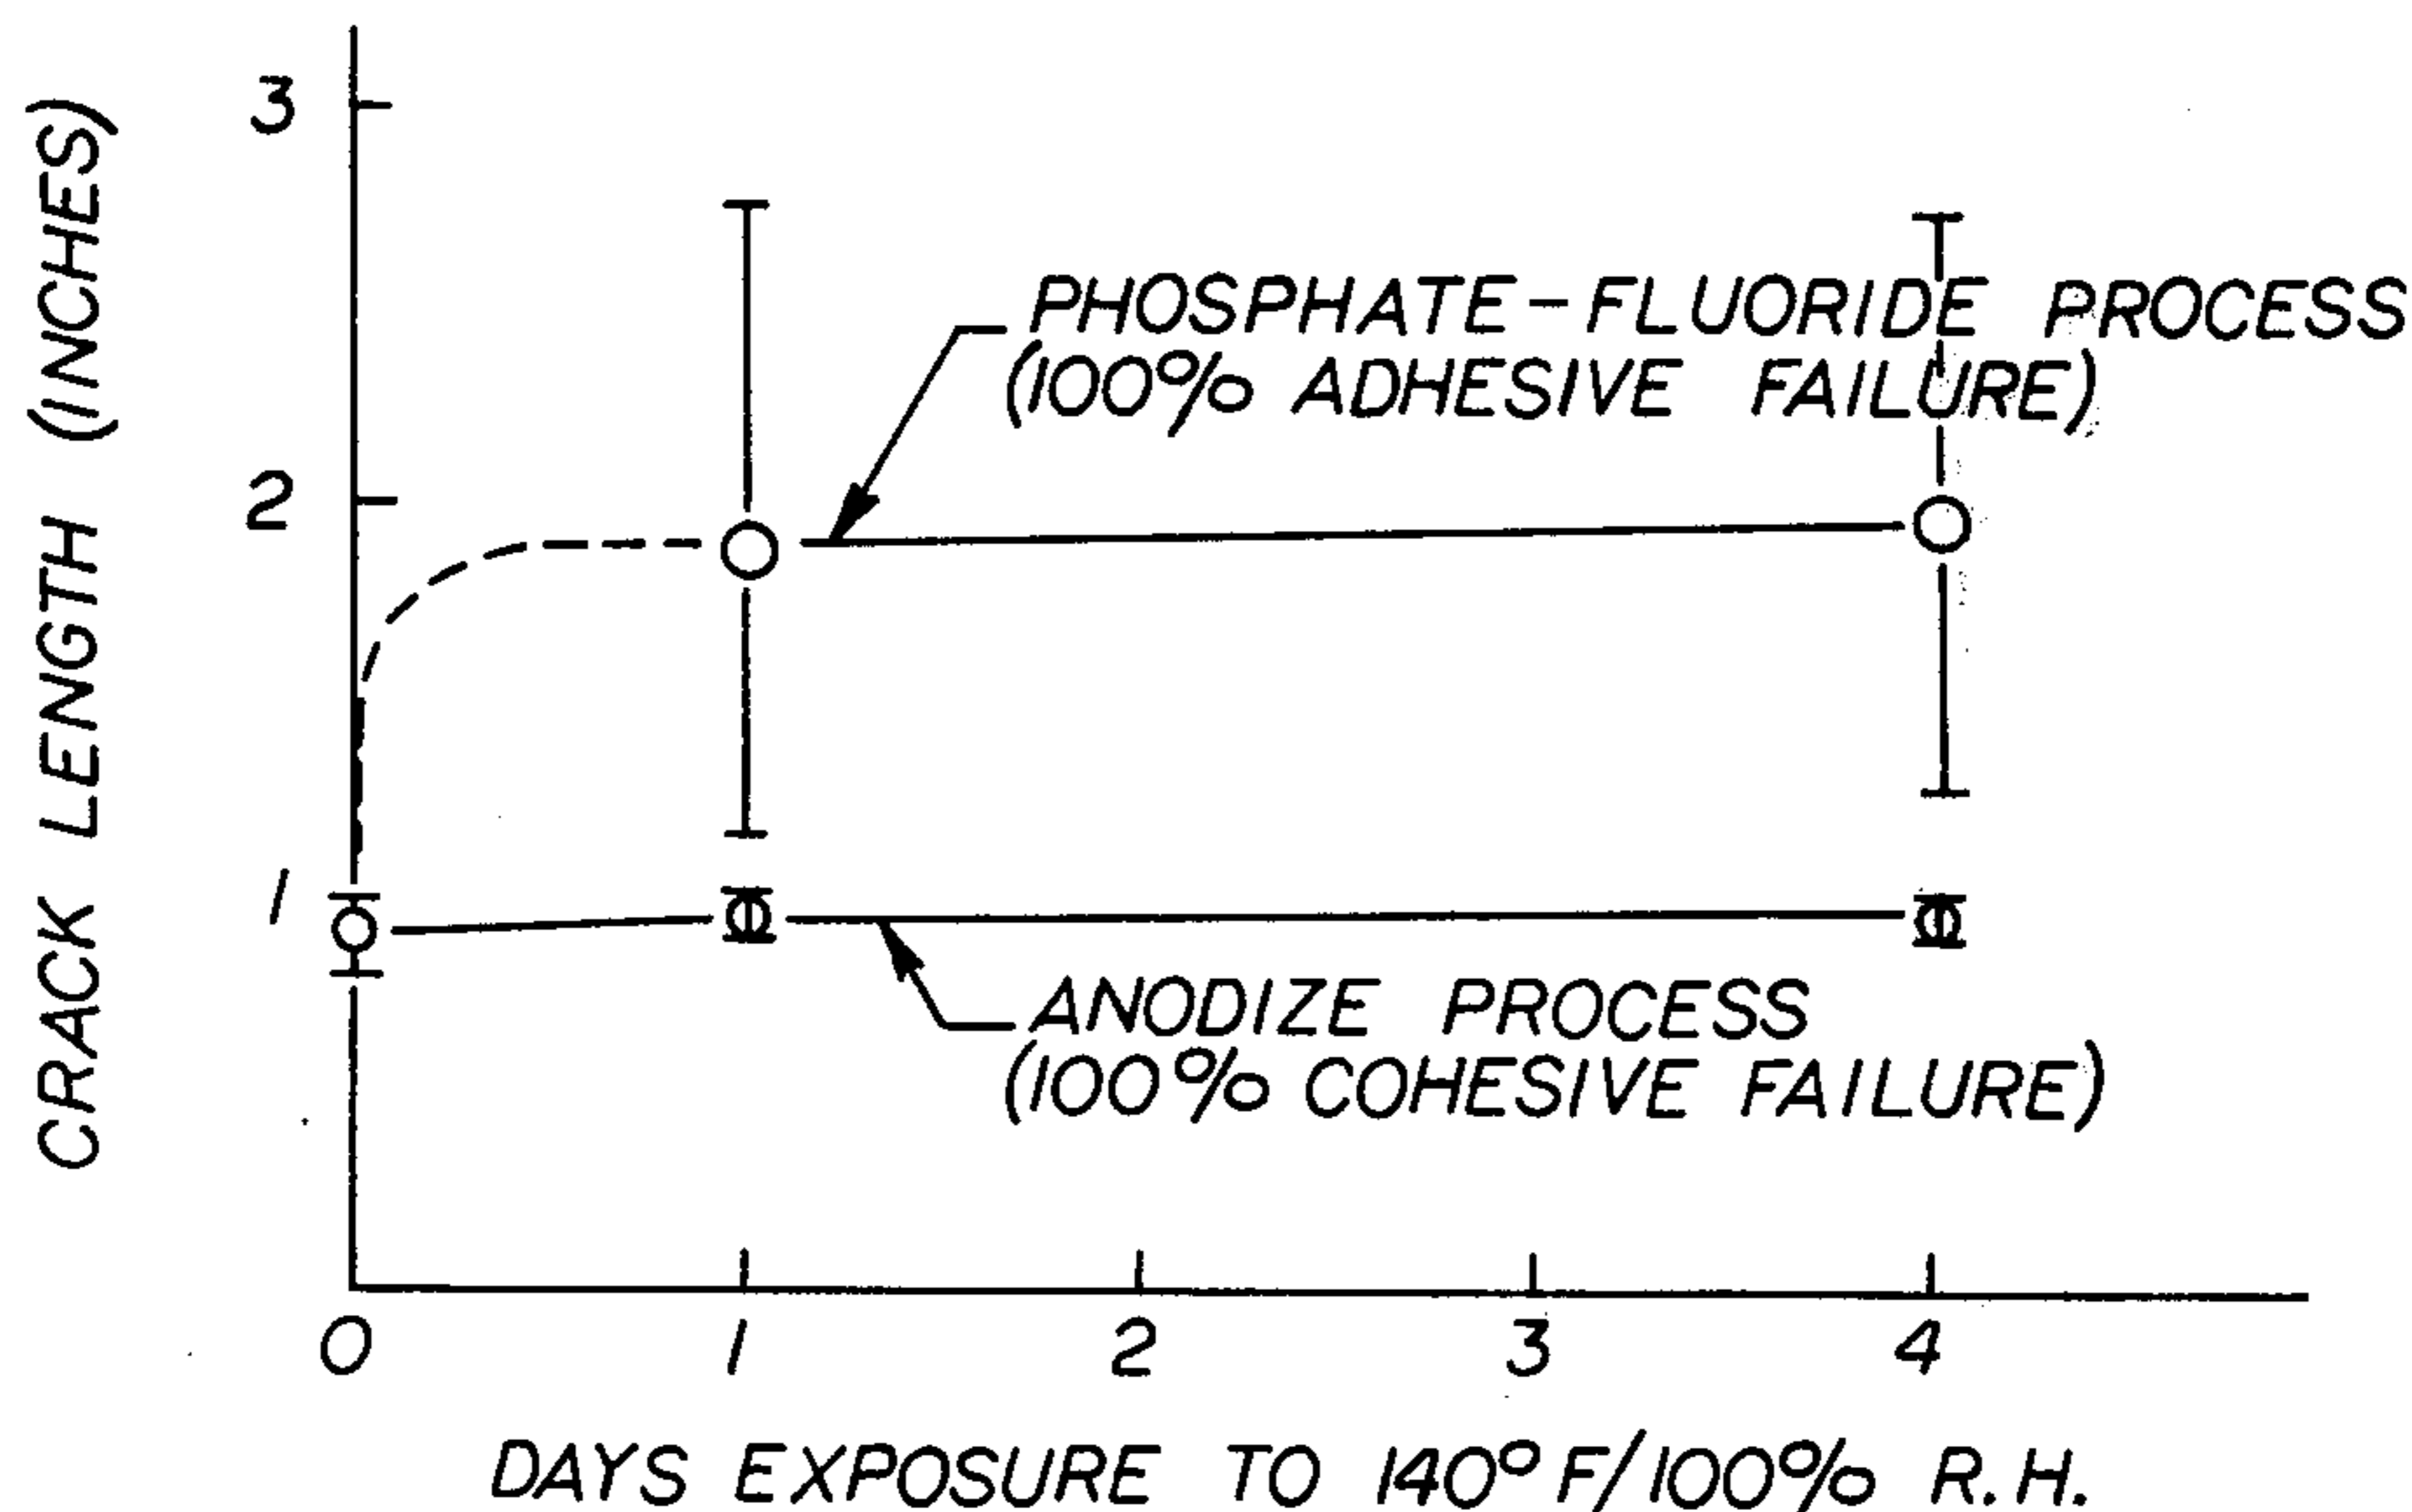 CRACK LENGTH (INCHES)
3
2
1
PHOSPHATE-FLUORIDE PROCESS
(100% ADHESIVE FAILURE)
ANODIZE PROCESS
(100% COHESIVE FAILURE)
0 1 2 3 4
DAYS EXPOSURE TO 140° F/100% R.H.